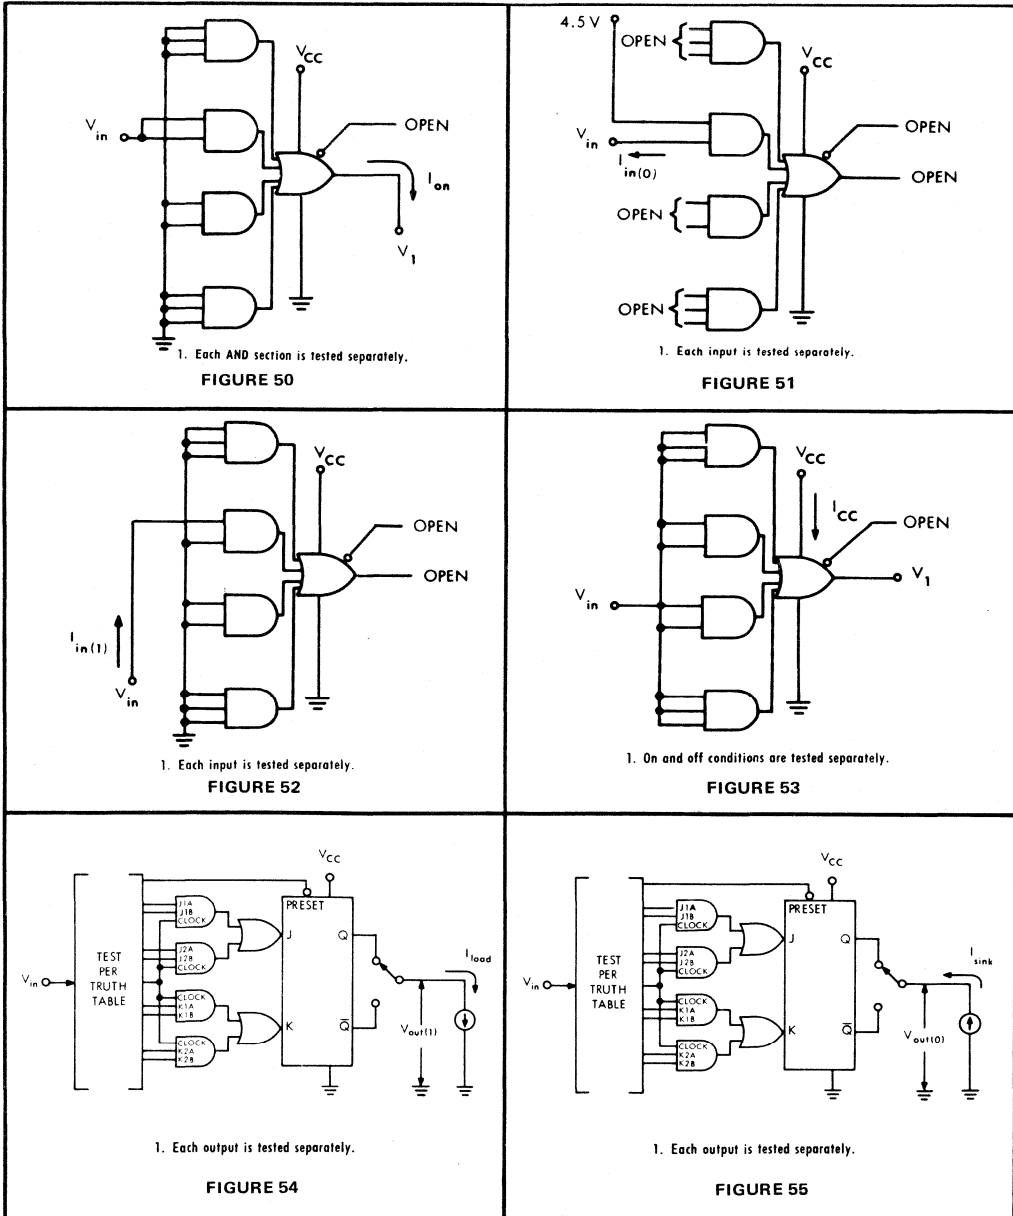 V_CC
V_in
OPEN
I_on
V_1
1. Each AND section is tested separately.
FIGURE 50
4.5 V
OPEN
V_CC
V_in
OPEN
I_in(0)
OPEN
OPEN
OPEN
1. Each input is tested separately.
FIGURE 51
V_CC
OPEN
OPEN
I_in(1)
V_in
1. Each input is tested separately.
FIGURE 52
V_CC
I_CC
OPEN
V_in
V_1
1. On and off conditions are tested separately.
FIGURE 53
V_CC
PRESET
J1A
J1B
CLOCK
J
Q
J2A
J2B
CLOCK
I_load
TEST
PER
TRUTH
TABLE
V_in
CLOCK
K1A
K1B
K
Q̅
V_out(1)
CLOCK
K2A
K2B
1. Each output is tested separately.
FIGURE 54
V_CC
PRESET
J1A
J1B
CLOCK
J
Q
J2A
J2B
CLOCK
I_sink
TEST
PER
TRUTH
TABLE
V_in
CLOCK
K1A
K1B
K
Q̅
V_out(0)
CLOCK
K2A
K2B
1. Each output is tested separately.
FIGURE 55